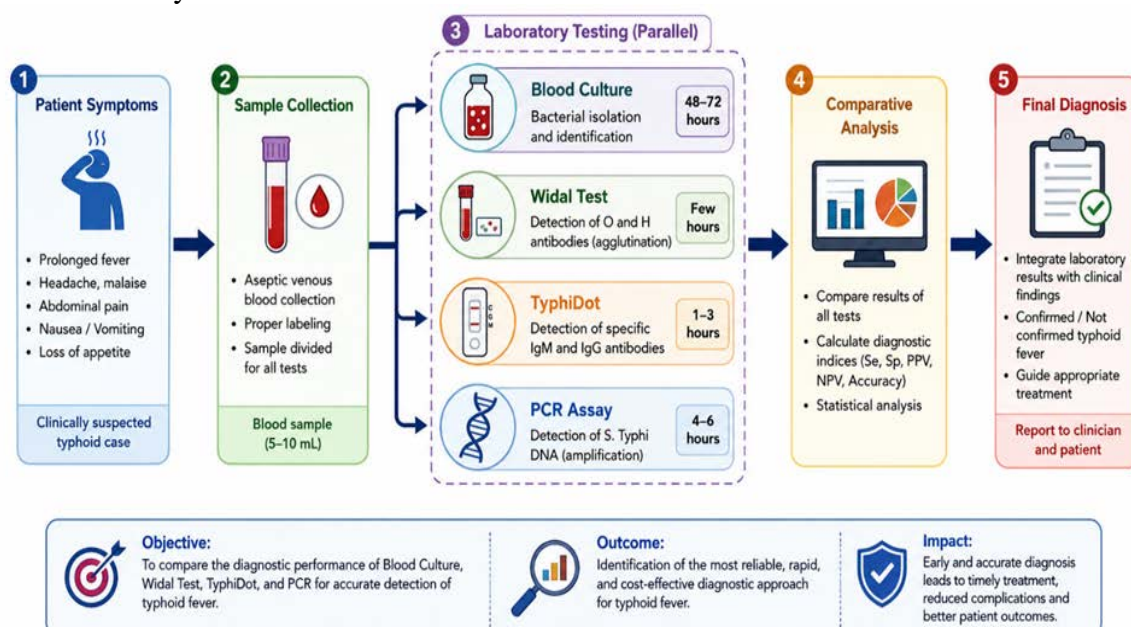 1
Patient Symptoms
• Prolonged fever
• Headache, malaise
• Abdominal pain
• Nausea / Vomiting
• Loss of appetite
Clinically suspected
typhoid case
2
Sample Collection
• Aseptic venous
blood collection
• Proper labeling
• Sample divided
for all tests
Blood sample
(5–10 mL)
3 Laboratory Testing (Parallel)
Blood Culture
Bacterial isolation
and identification
48–72
hours
Widal Test
Detection of O and H
antibodies (agglutination)
Few
hours
TyphiDot
Detection of specific
IgM and IgG antibodies
1–3
hours
PCR Assay
Detection of S. Typhi
DNA (amplification)
4–6
hours
4
Comparative
Analysis
• Compare results of
all tests
• Calculate diagnostic
indices (Se, Sp, PPV,
NPV, Accuracy)
• Statistical analysis
5
Final Diagnosis
• Integrate laboratory
results with clinical
findings
• Confirmed / Not
confirmed typhoid
fever
• Guide appropriate
treatment
Report to clinician
and patient
Objective:
To compare the diagnostic performance of Blood Culture,
Widal Test, TyphiDot, and PCR for accurate detection of
typhoid fever.
Outcome:
Identification of the most reliable, rapid,
and cost-effective diagnostic approach
for typhoid fever.
Impact:
Early and accurate diagnosis
leads to timely treatment,
reduced complications and
better patient outcomes.